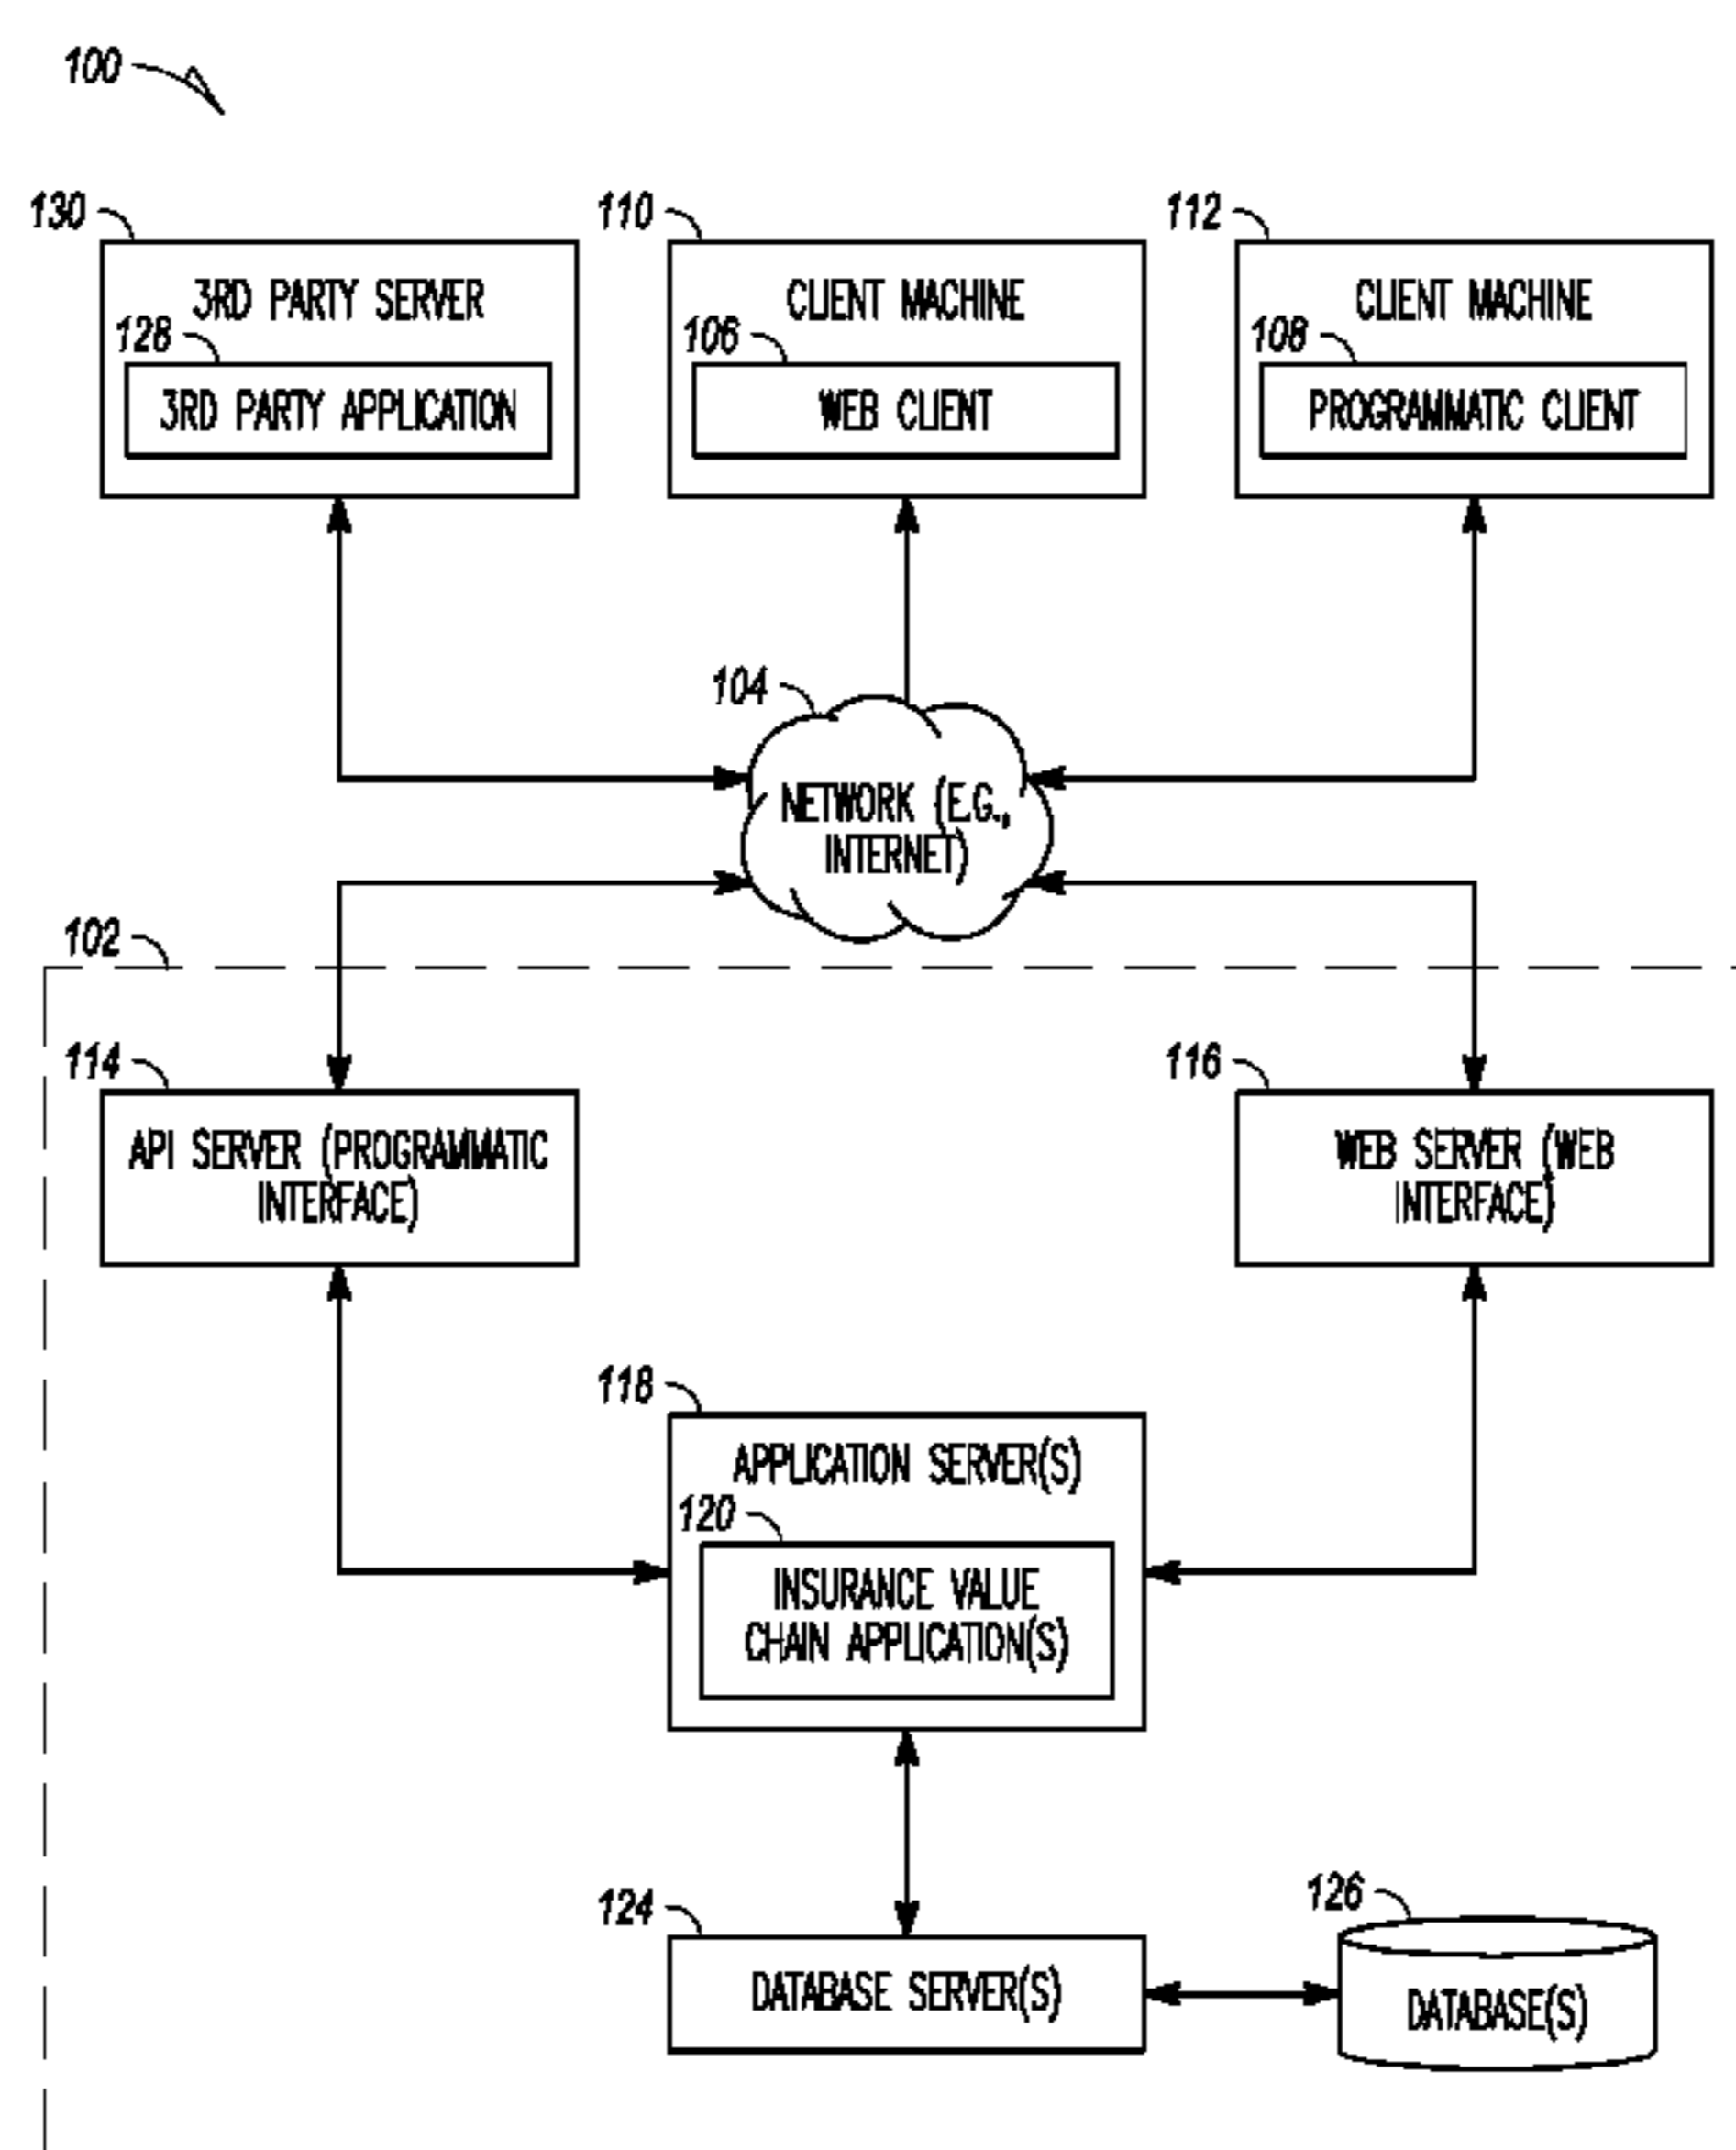 100
130
110
112
3RD PARTY SERVER
CLIENT MACHINE
CLIENT MACHINE
128
106
108
3RD PARTY APPLICATION
WEB CLIENT
PROGRAMMATIC CLIENT
104
NETWORK (E.G.,
INTERNET)
102
114
116
API SERVER (PROGRAMMATIC
INTERFACE)
WEB SERVER (WEB
INTERFACE)
118
APPLICATION SERVER(S)
120
INSURANCE VALUE
CHAIN APPLICATION(S)
124
126
DATABASE SERVER(S)
DATABASE(S)